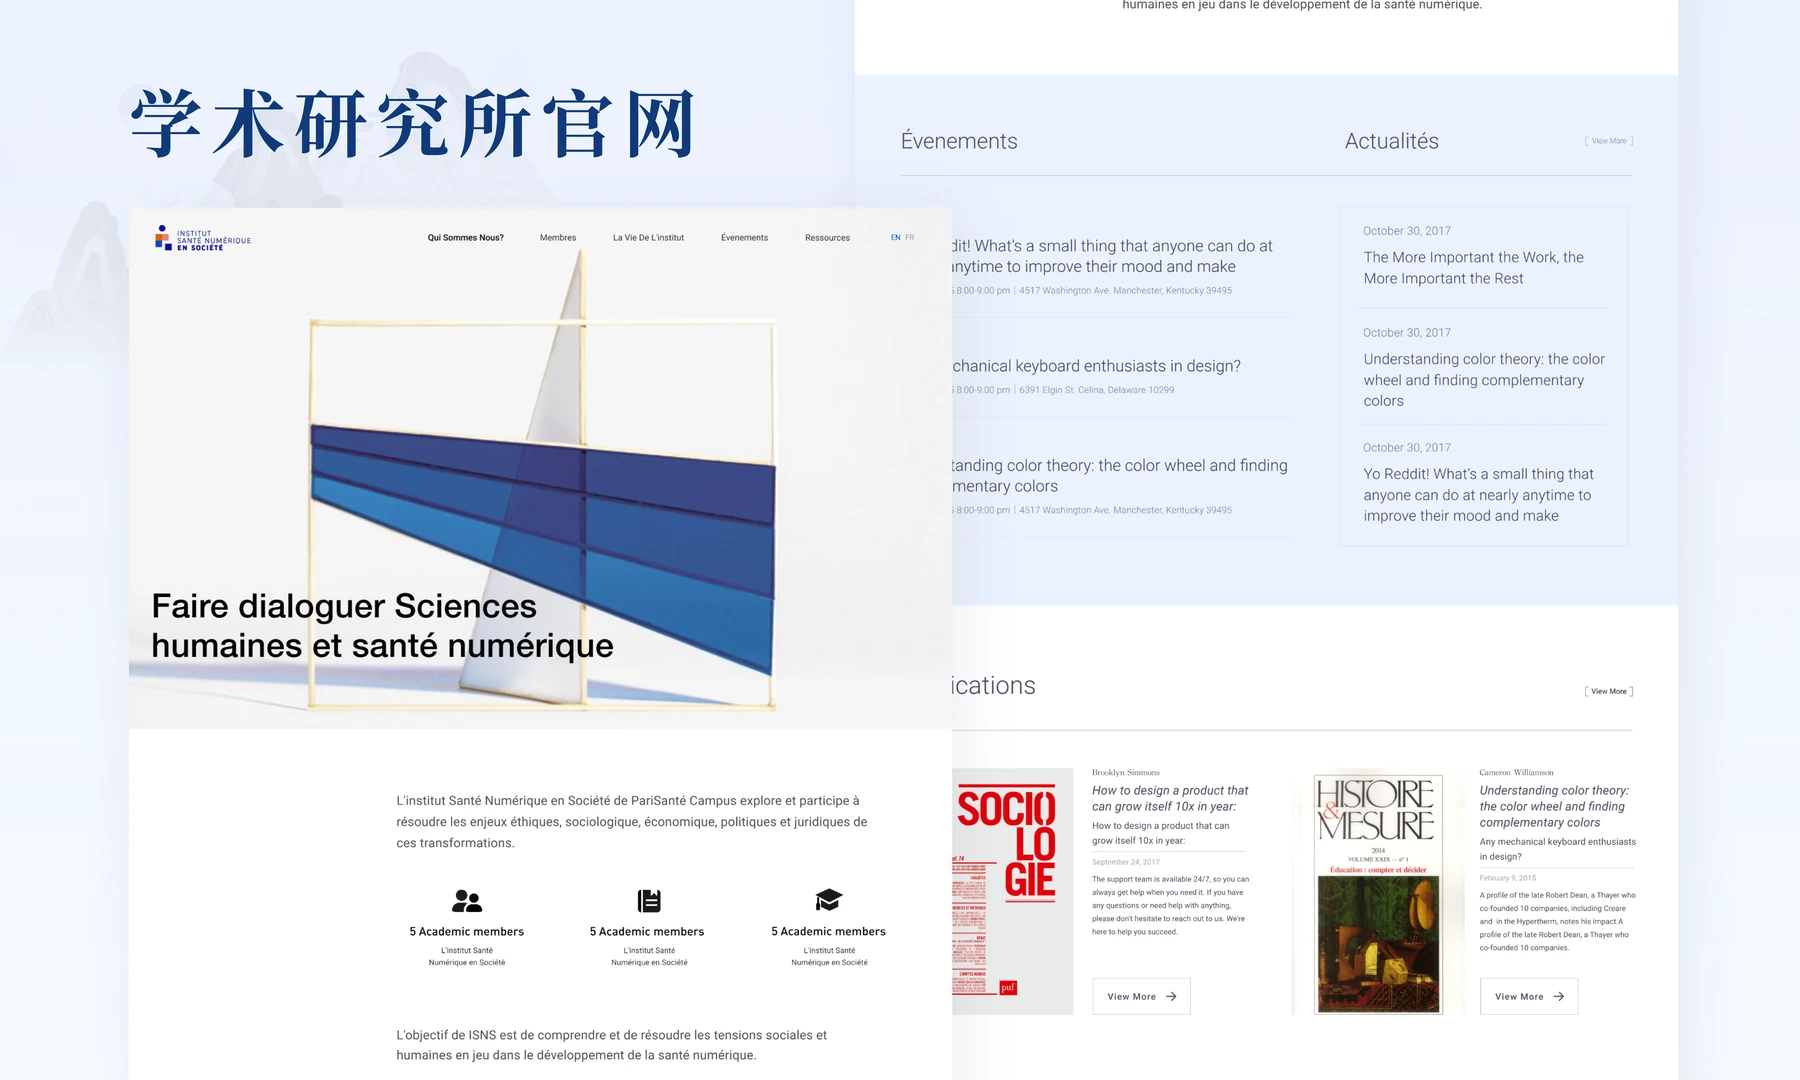 学术研究所官网
INSTITUT
SANTÉ NUMÉRIQUE
EN SOCIÉTÉ
Qui Sommes Nous?
Membres
La Vie De L'institut
Évenements
Ressources
EN FR
Faire dialoguer Sciences
humaines et santé numérique
L'institut Santé Numérique en Société de PariSanté Campus explore et participe à
résoudre les enjeux éthiques, sociologique, économique, politiques et juridiques de
ces transformations.
5 Academic members
L'institut Santé
Numérique en Société
5 Academic members
L'institut Santé
Numérique en Société
5 Academic members
L'institut Santé
Numérique en Société
L'objectif de ISNS est de comprendre et de résoudre les tensions sociales et
humaines en jeu dans le développement de la santé numérique.
humaines en jeu dans le développement de la santé numérique.
Évenements
dit! What's a small thing that anyone can do at
anytime to improve their mood and make
8:00-9:00 pm | 4517 Washington Ave. Manchester, Kentucky 39495
chanical keyboard enthusiasts in design?
8:00-9:00 pm | 6391 Elgin St. Celina, Delaware 10299
tanding color theory: the color wheel and finding
mentary colors
8:00-9:00 pm | 4517 Washington Ave. Manchester, Kentucky 39495
Actualités
[ View More ]
October 30, 2017
The More Important the Work, the
More Important the Rest
October 30, 2017
Understanding color theory: the color
wheel and finding complementary
colors
October 30, 2017
Yo Reddit! What's a small thing that
anyone can do at nearly anytime to
improve their mood and make
ications
[ View More ]
SOCIO
LO
GIE
puf
Brooklyn Simmons
How to design a product that
can grow itself 10x in year:
How to design a product that can
grow itself 10x in year:
September 24, 2017
The support team is available 24/7, so you can
always get help when you need it. If you have
any questions or need help with anything,
please don't hesitate to reach out to us. We're
here to help you succeed.
View More →
HISTOIRE
& MESURE
2014
VOLUME XXIX — n° 1
Éducation : compter et décider
Cameron Williamson
Understanding color theory:
the color wheel and finding
complementary colors
Any mechanical keyboard enthusiasts
in design?
February 9, 2015
A profile of the late Robert Dean, a Thayer who
co-founded 10 companies, including Creare
and in the Hypertherm, notes his impact.A
profile of the late Robert Dean, a Thayer who
co-founded 10 companies.
View More →